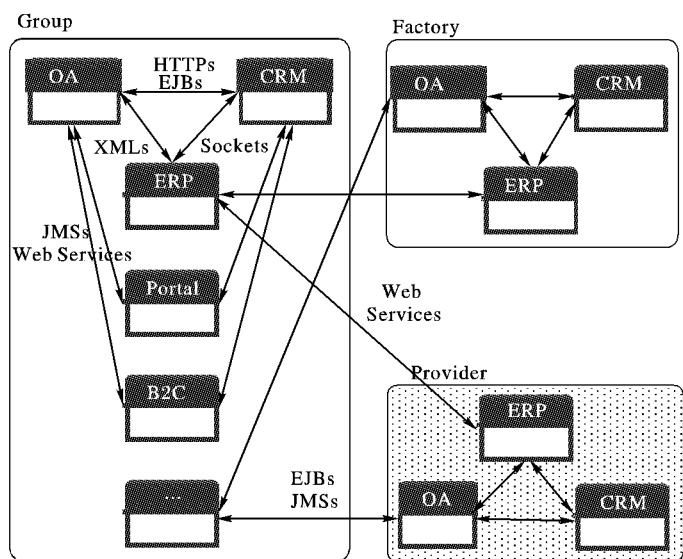 Group
OA
HTTPs
EJBs
CRM
XMLs
Sockets
ERP
JMSs
Web Services
Portal
B2C
...
EJBs
JMSs
Web
Services
Factory
OA
CRM
ERP
Provider
ERP
OA
CRM